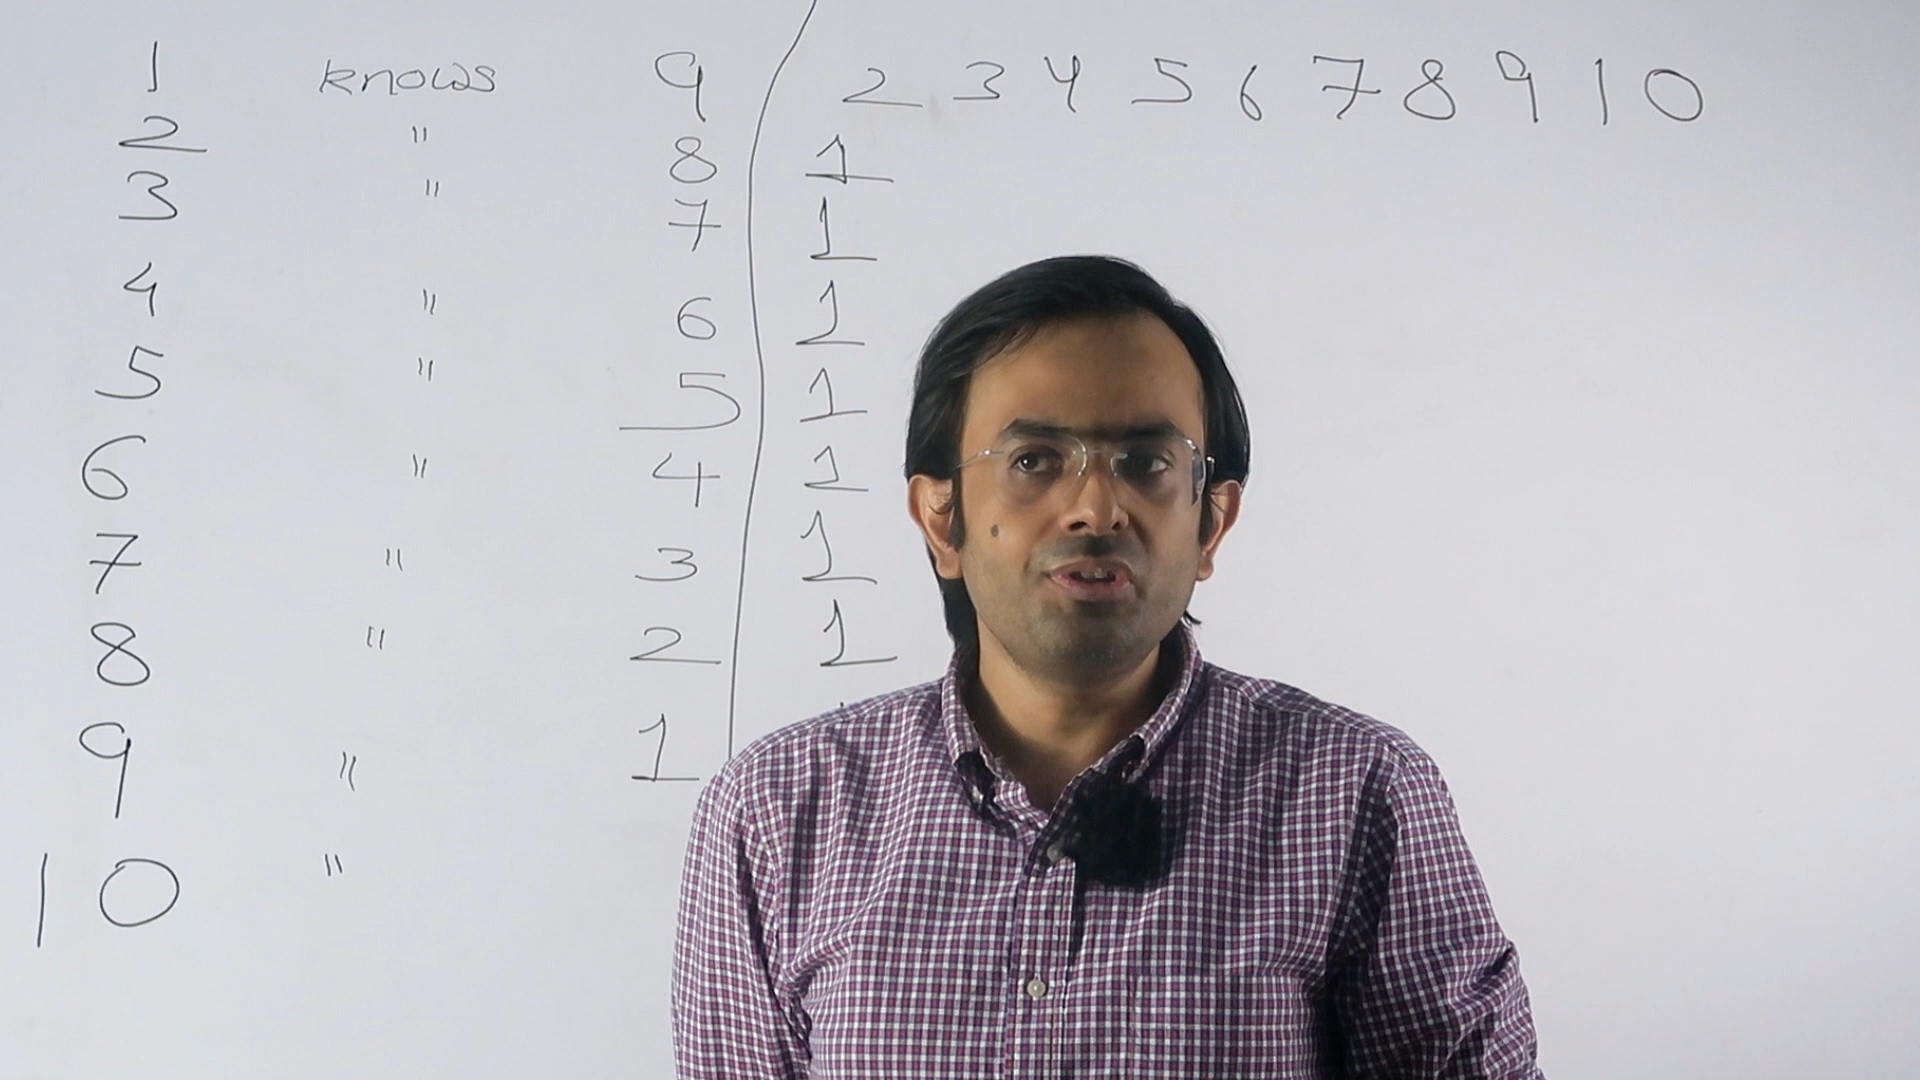 1 knows 9 2 3 4 5 6 7 8 9 10
2 " 8 1
3 " 7 1
4 " 6 1
5 " 5 1
6 " 4 1
7 " 3 1
8 " 2 1
9 " 1
10 "